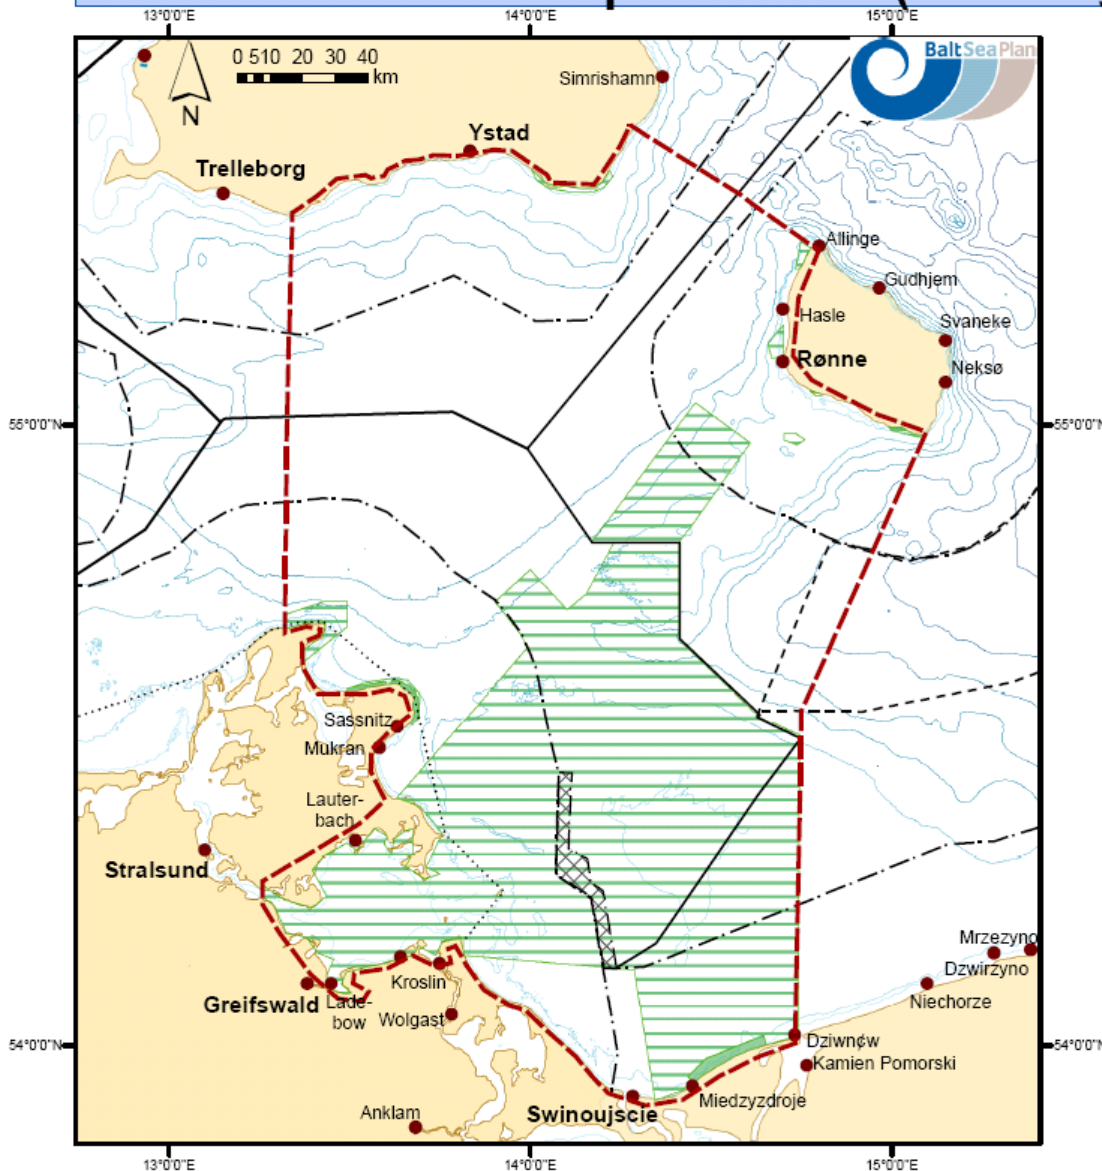 13°0'0"E
14°0'0"E
15°0'0"E
0 5 10 20 30 40
km
N
BaltSeaPlan
Simrishamn
Ystad
Trelleborg
Allinge
Gudhjem
Hasle
Svaneke
Rønne
Neksø
55°0'0"N
55°0'0"N
Sassnitz
Mukran
Lauter-
bach
Stralsund
Mrzezyno
Dzwirzyno
Kroslin
Niechorze
Greifswald
Lade-
bow
Wolgast
Dziwnćw
54°0'0"N
54°0'0"N
Kamien Pomorski
Miedzyzdroje
Swinoujscie
Anklam
13°0'0"E
14°0'0"E
15°0'0"E